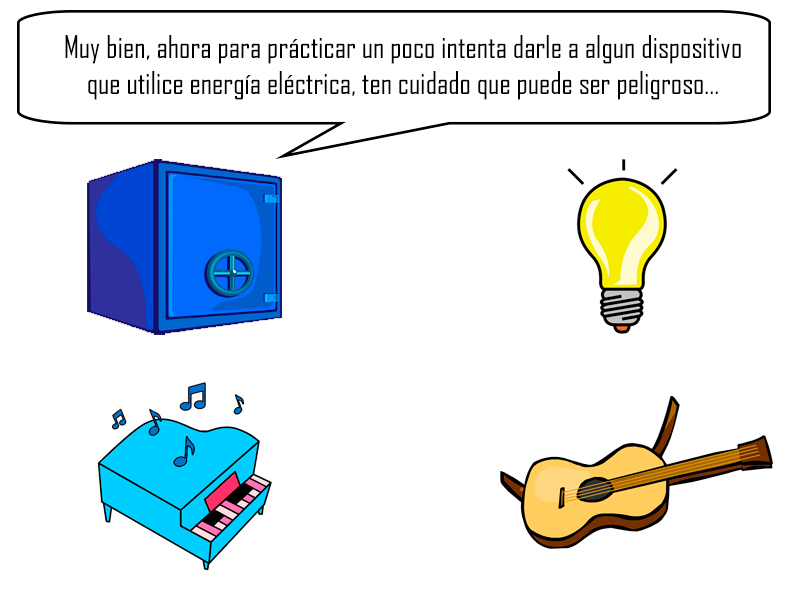 Muy bien, ahora para prácticar un poco intenta darle a algun dispositivo
que utilice energía eléctrica, ten cuidado que puede ser peligroso...